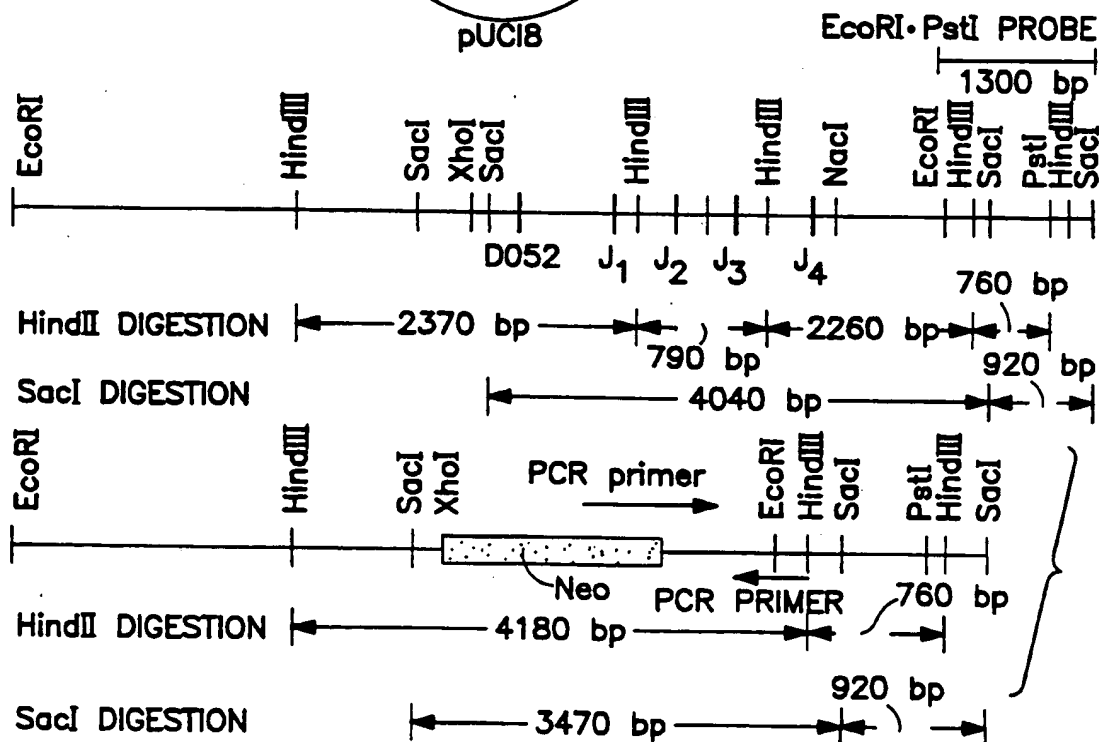 pUC18
EcoRI·PstI PROBE
1300 bp
EcoRI
HindIII
SacI
XhoI
SacI
HindIII
HindIII
NacI
EcoRI
HindIII
SacI
PstI
HindIII
SacI
D052
J1
J2
J3
J4
HindII DIGESTION
2370 bp
790 bp
2260 bp
760 bp
SacI DIGESTION
4040 bp
920 bp
EcoRI
HindIII
SacI
XhoI
PCR primer
EcoRI
HindIII
SacI
PstI
HindIII
SacI
Neo
PCR PRIMER
HindII DIGESTION
4180 bp
760 bp
SacI DIGESTION
3470 bp
920 bp